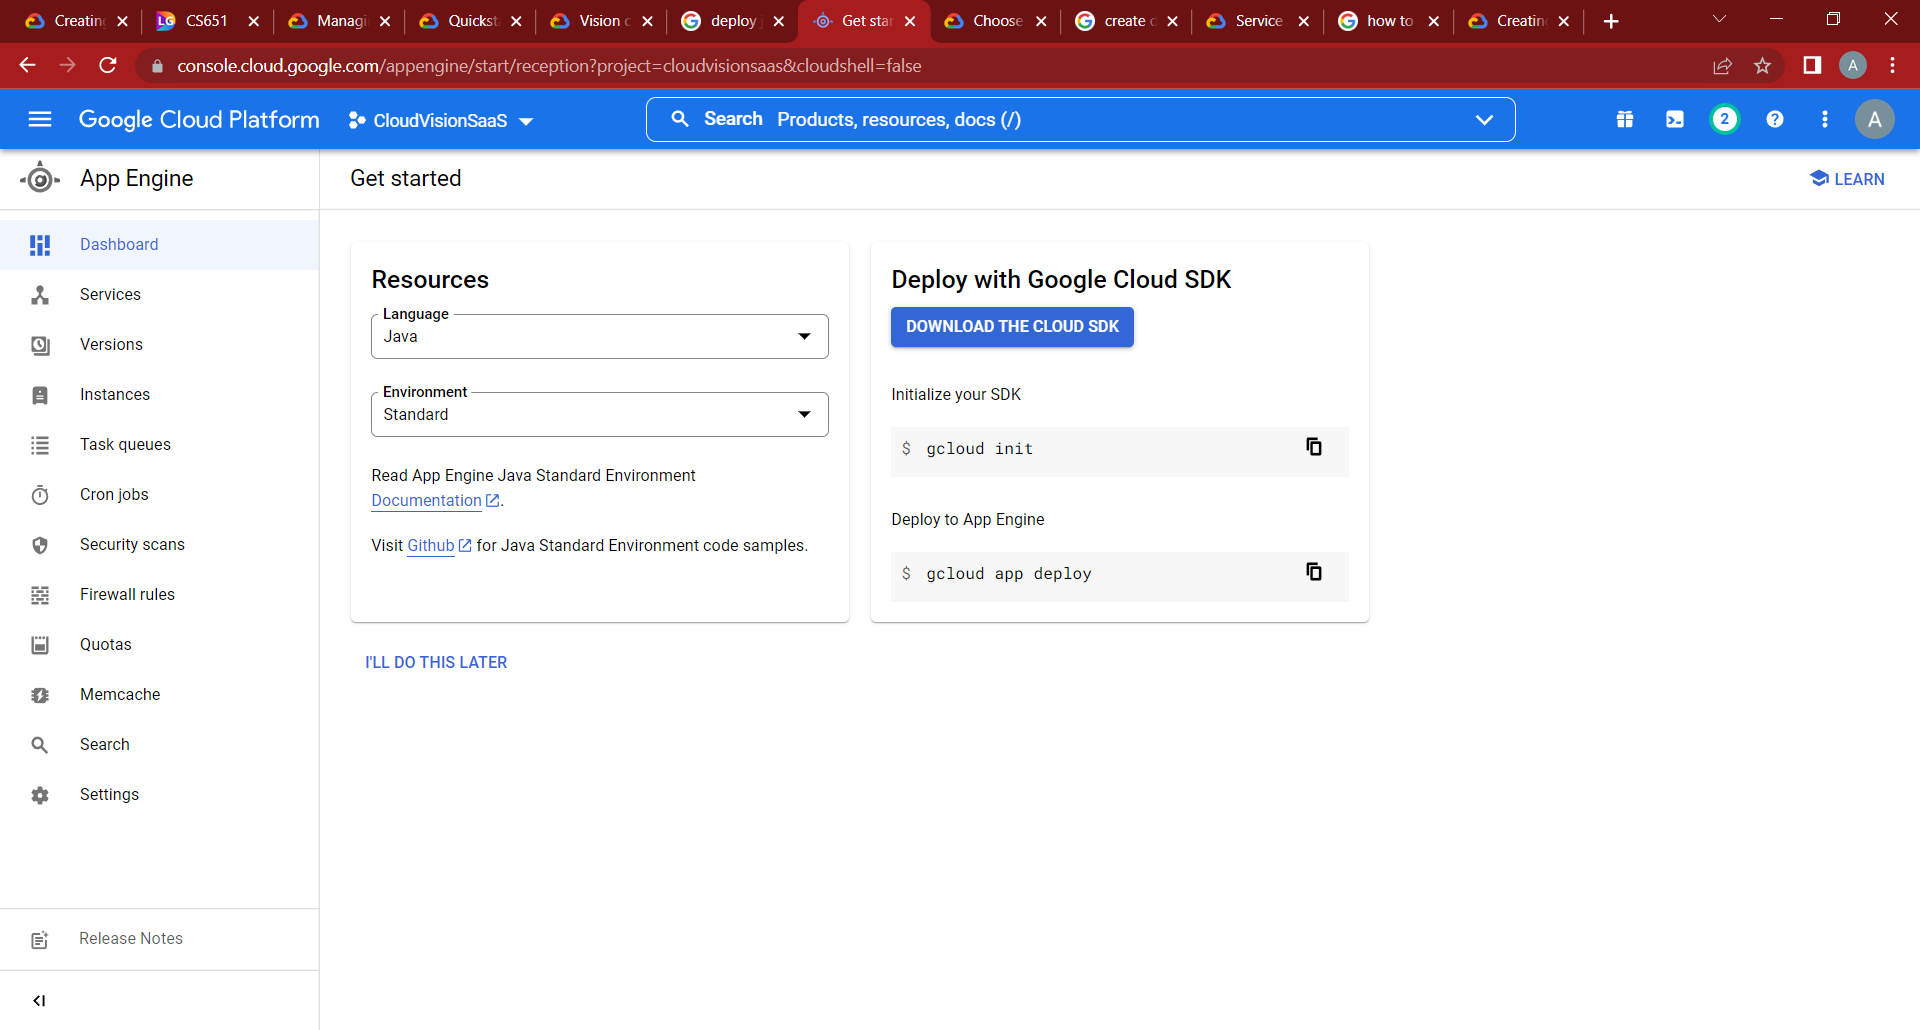 Creating
CS651
Managi
Quicksta
Vision
deploy j
Get star
Choose
create c
Service
how to
Creating
console.cloud.google.com/appengine/start/reception?project=cloudvisionsaas&cloudshell=false
A
Google Cloud Platform
CloudVisionSaaS
Search Products, resources, docs (/)
2
A
App Engine
Get started
LEARN
Dashboard
Services
Versions
Instances
Task queues
Cron jobs
Security scans
Firewall rules
Quotas
Memcache
Search
Settings
Release Notes
Resources
Language
Java
Environment
Standard
Read App Engine Java Standard Environment
Documentation.
Visit Github for Java Standard Environment code samples.
I'LL DO THIS LATER
Deploy with Google Cloud SDK
DOWNLOAD THE CLOUD SDK
Initialize your SDK
$ gcloud init
Deploy to App Engine
$ gcloud app deploy